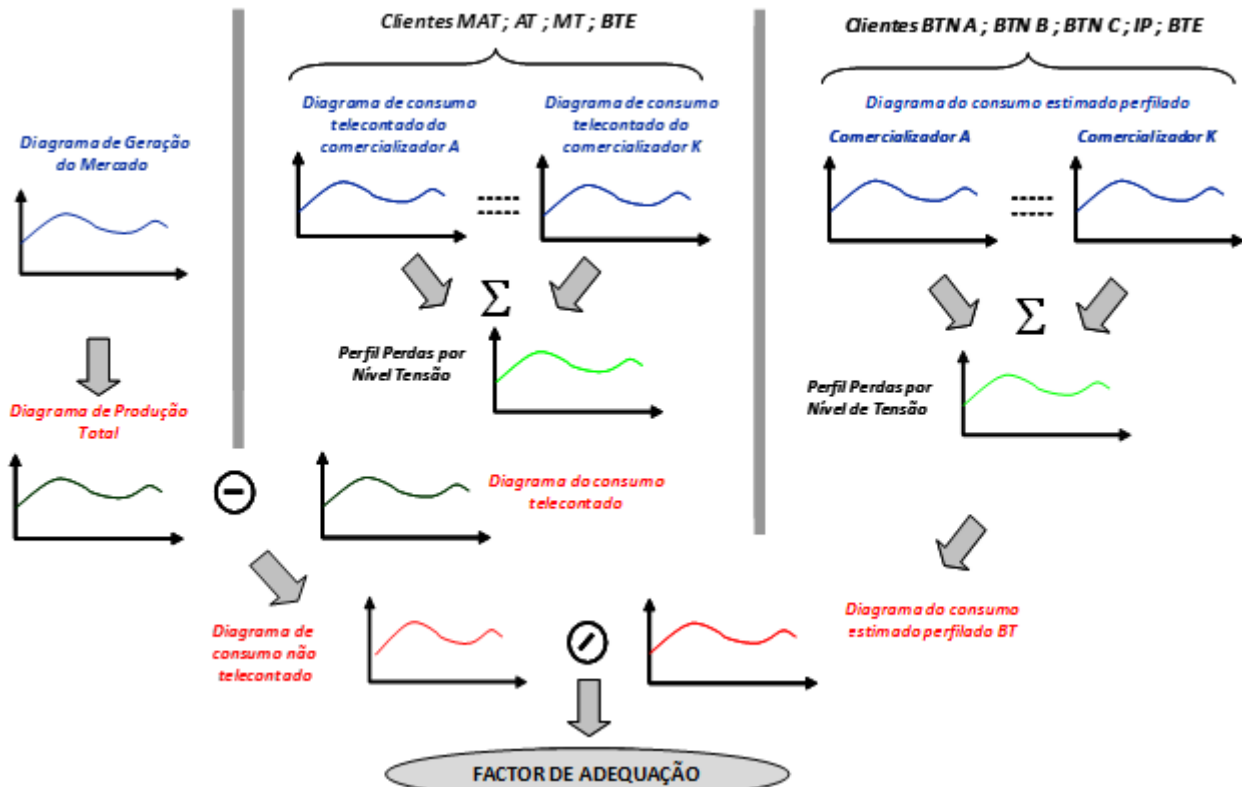 Clientes MAT ; AT ; MT ; BTE
Clientes BTN A ; BTN B ; BTN C ; IP ; BTE
Diagrama de Geração
do Mercado
Diagrama de consumo
telecontado do
comercializador A
Diagrama de consumo
telecontado do
comercializador K
Diagrama do consumo estimado perfilado
Comercializador A
Comercializador K
Σ
Σ
Perfil Perdas por
Nível Tensão
Perfil Perdas por
Nível de Tensão
Diagrama de Produção
Total
Diagrama do consumo
telecontado
Diagrama de
consumo não
telecontado
Diagrama do consumo
estimado perfilado BT
FACTOR DE ADEQUAÇÃO